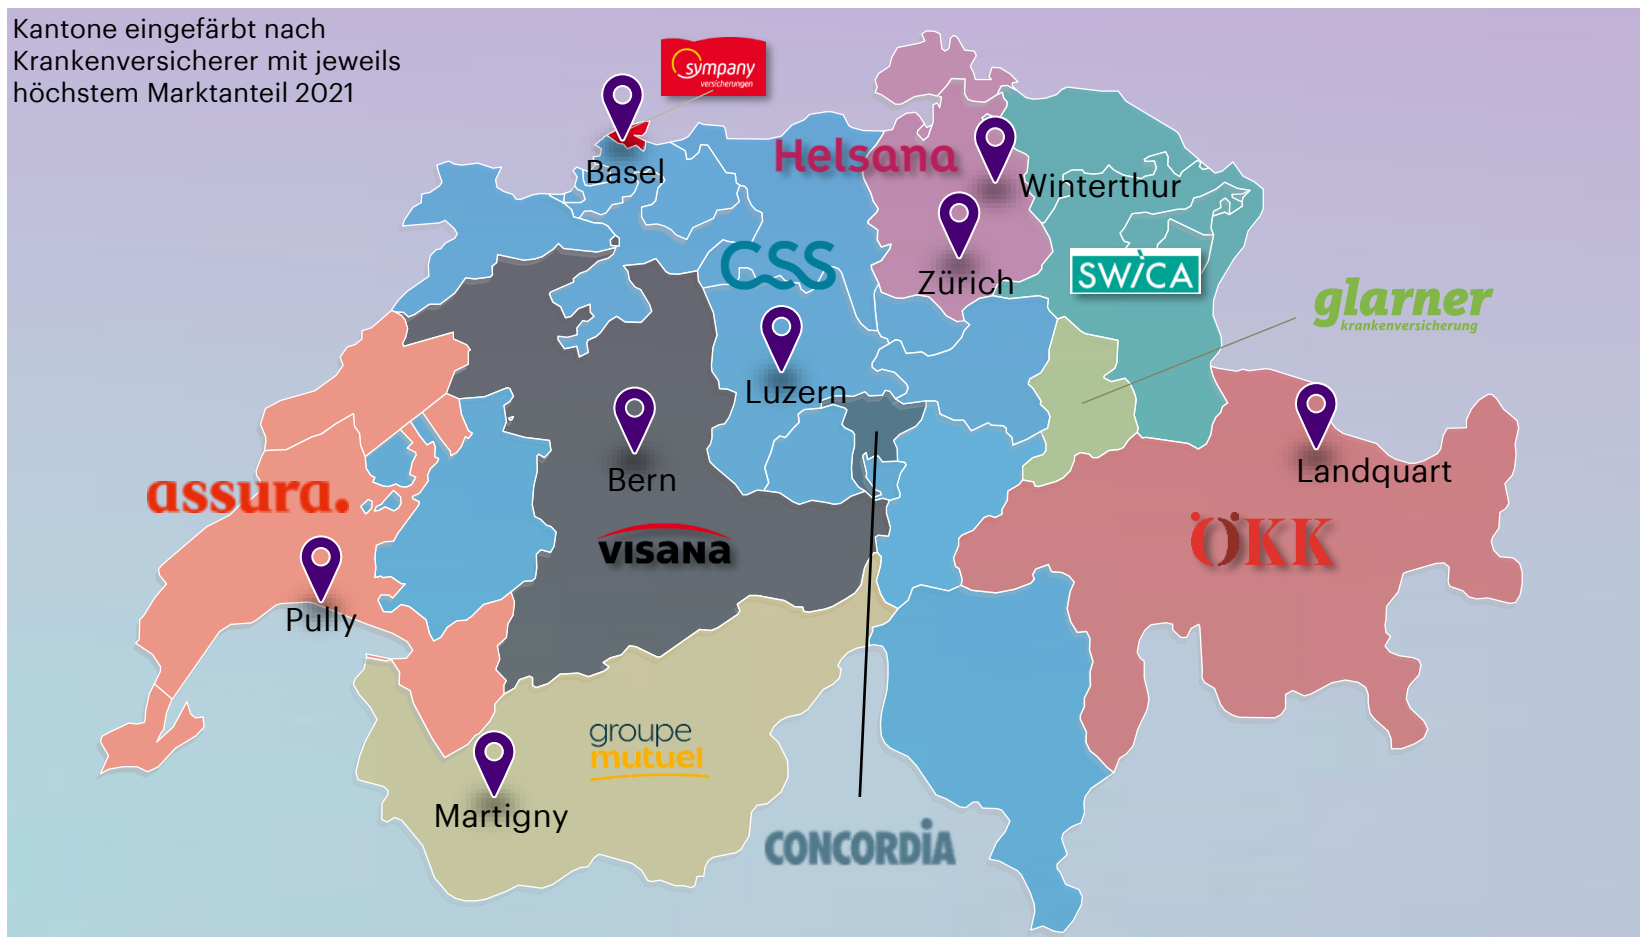 Kantone eingefärbt nach
Krankenversicherer mit jeweils
höchstem Marktanteil 2021
sympany
versicherungen
Basel
Helsana
Winterthur
CSS
Zürich
SWiCA
glarner
krankenversicherung
Luzern
Bern
Landquart
assura.
VISANA
ÖKK
Pully
groupe
mutuel
Martigny
CONCORDiA